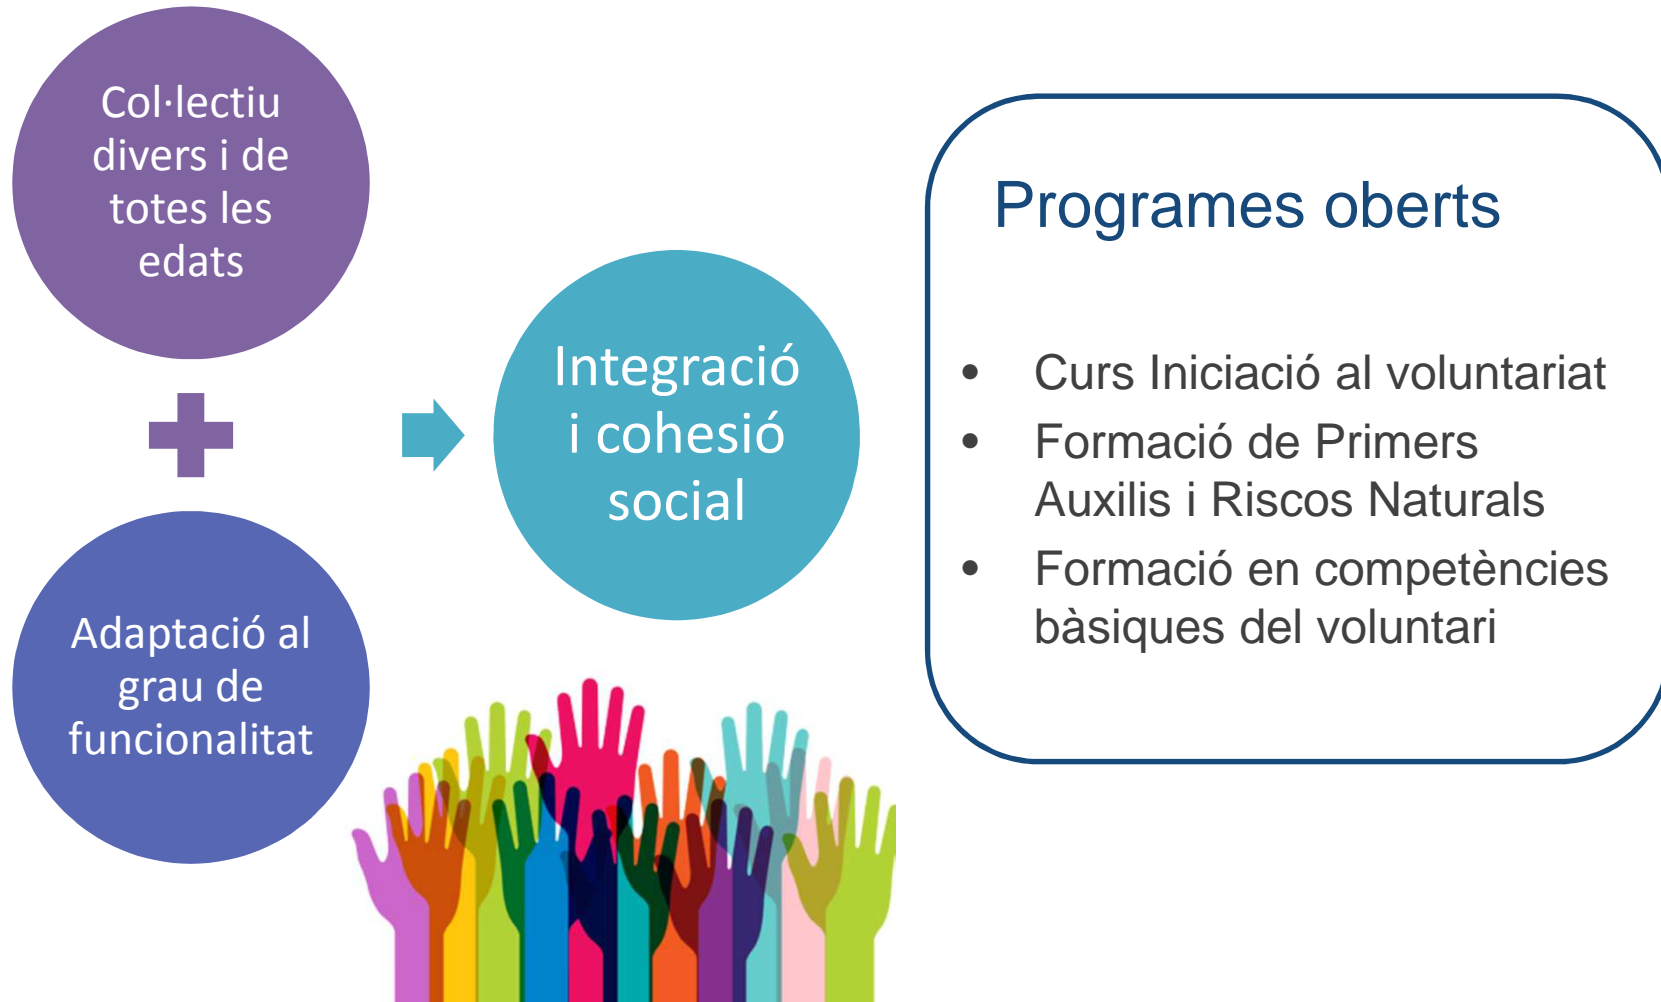 Col·lectiu
divers i de
totes les
edats
Adaptació al
grau de
funcionalitat
Integració
i cohesió
social
Programes oberts
• Curs Iniciació al voluntariat
• Formació de Primers
Auxilis i Riscos Naturals
• Formació en competències
bàsiques del voluntari